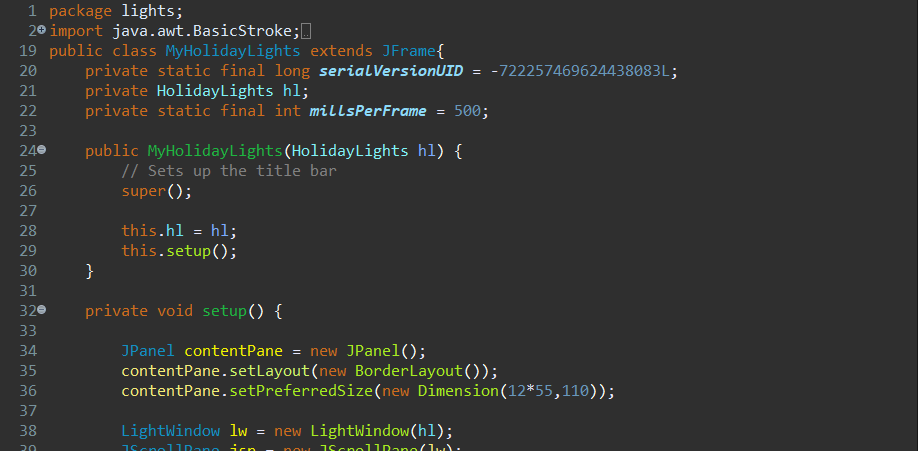 1 package lights;
2 import java.awt.BasicStroke;
19 public class MyHolidayLights extends JFrame{
20 private static final long serialVersionUID = -722257469624438083L;
21 private HolidayLights hl;
22 private static final int millsPerFrame = 500;
23
24 public MyHolidayLights(HolidayLights hl) {
25 // Sets up the title bar
26 super();
27
28 this.hl = hl;
29 this.setup();
30 }
31
32 private void setup() {
33
34 JPanel contentPane = new JPanel();
35 contentPane.setLayout(new BorderLayout());
36 contentPane.setPreferredSize(new Dimension(12*55,110));
37
38 LightWindow lw = new LightWindow(hl);
39 JScrollPane jsp = new JScrollPane(lw);